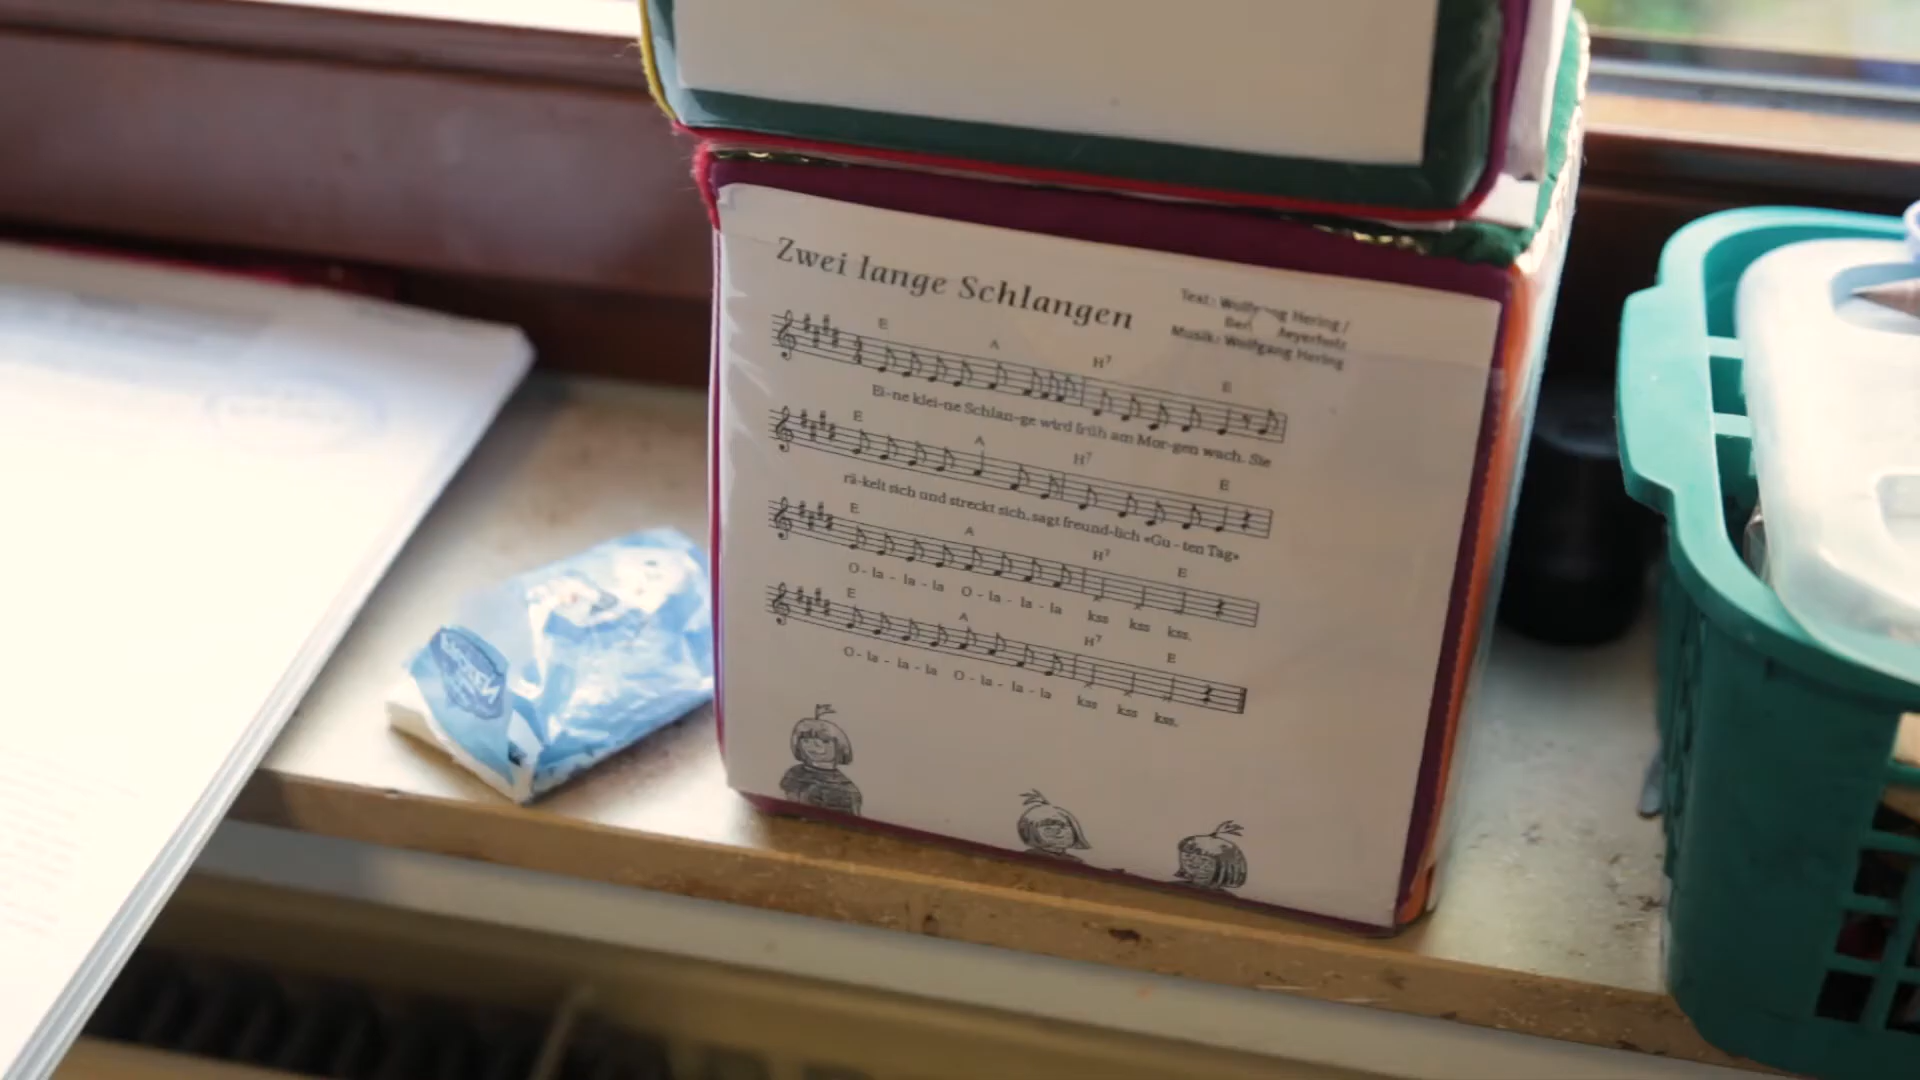 Zwei lange Schlangen
Text: Wolfgang Hering /
Musik: Wolfgang Hering
E A H7 E
Ei-ne klei-ne Schlan-ge wird früh am Mor-gen wach. Sie
E A H7 E
rä-kelt sich und streckt sich, sagt freund-lich «Gu - ten Tag»
E A H7 E
O - la - la - la O - la - la - la kss kss kss.
E A H7 E
O - la - la - la O - la - la - la kss kss kss.